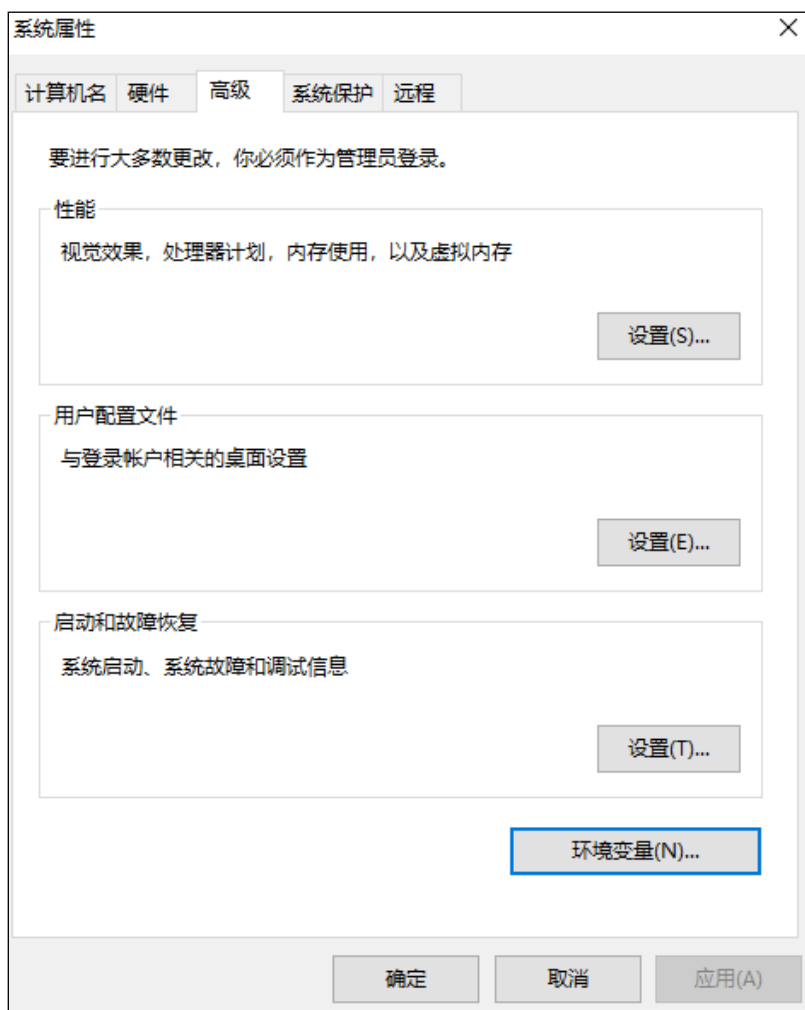 系统属性
计算机名 硬件 高级 系统保护 远程
要进行大多数更改，你必须作为管理员登录。
性能
视觉效果，处理器计划，内存使用，以及虚拟内存
设置(S)...
用户配置文件
与登录帐户相关的桌面设置
设置(E)...
启动和故障恢复
系统启动、系统故障和调试信息
设置(T)...
环境变量(N)...
确定 取消 应用(A)